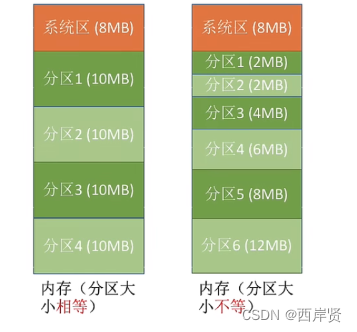 系统区 (8MB)
分区1 (10MB)
分区2 (10MB)
分区3 (10MB)
分区4 (10MB)
内存（分区大
小相等）
系统区 (8MB)
分区1 (2MB)
分区2 (2MB)
分区3 (4MB)
分区4 (6MB)
分区5 (8MB)
分区6 (12MB)
内存（分区大
小不等）
CSDN @西岸贤